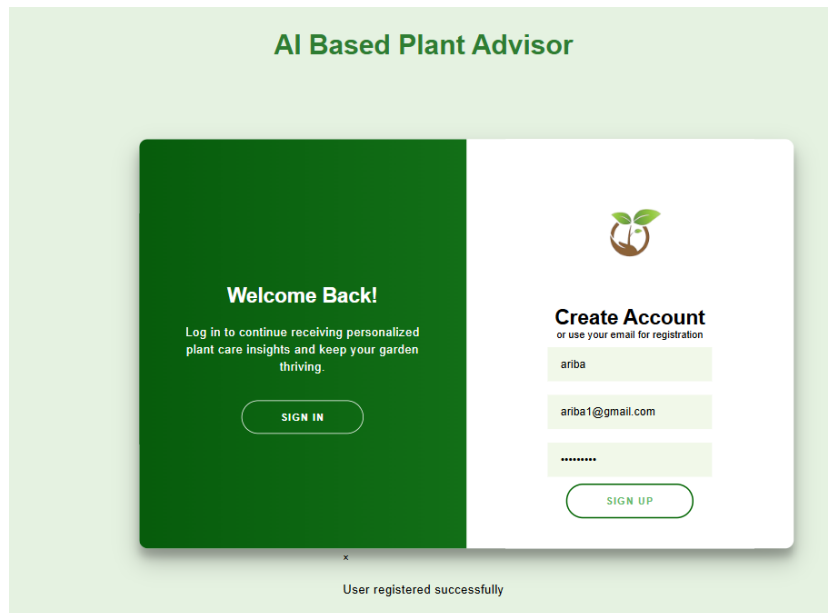 AI Based Plant Advisor
Welcome Back!
Log in to continue receiving personalized
plant care insights and keep your garden
thriving.
SIGN IN
Create Account
or use your email for registration
ariba
ariba1@gmail.com
•••••••••
SIGN UP
×
User registered successfully